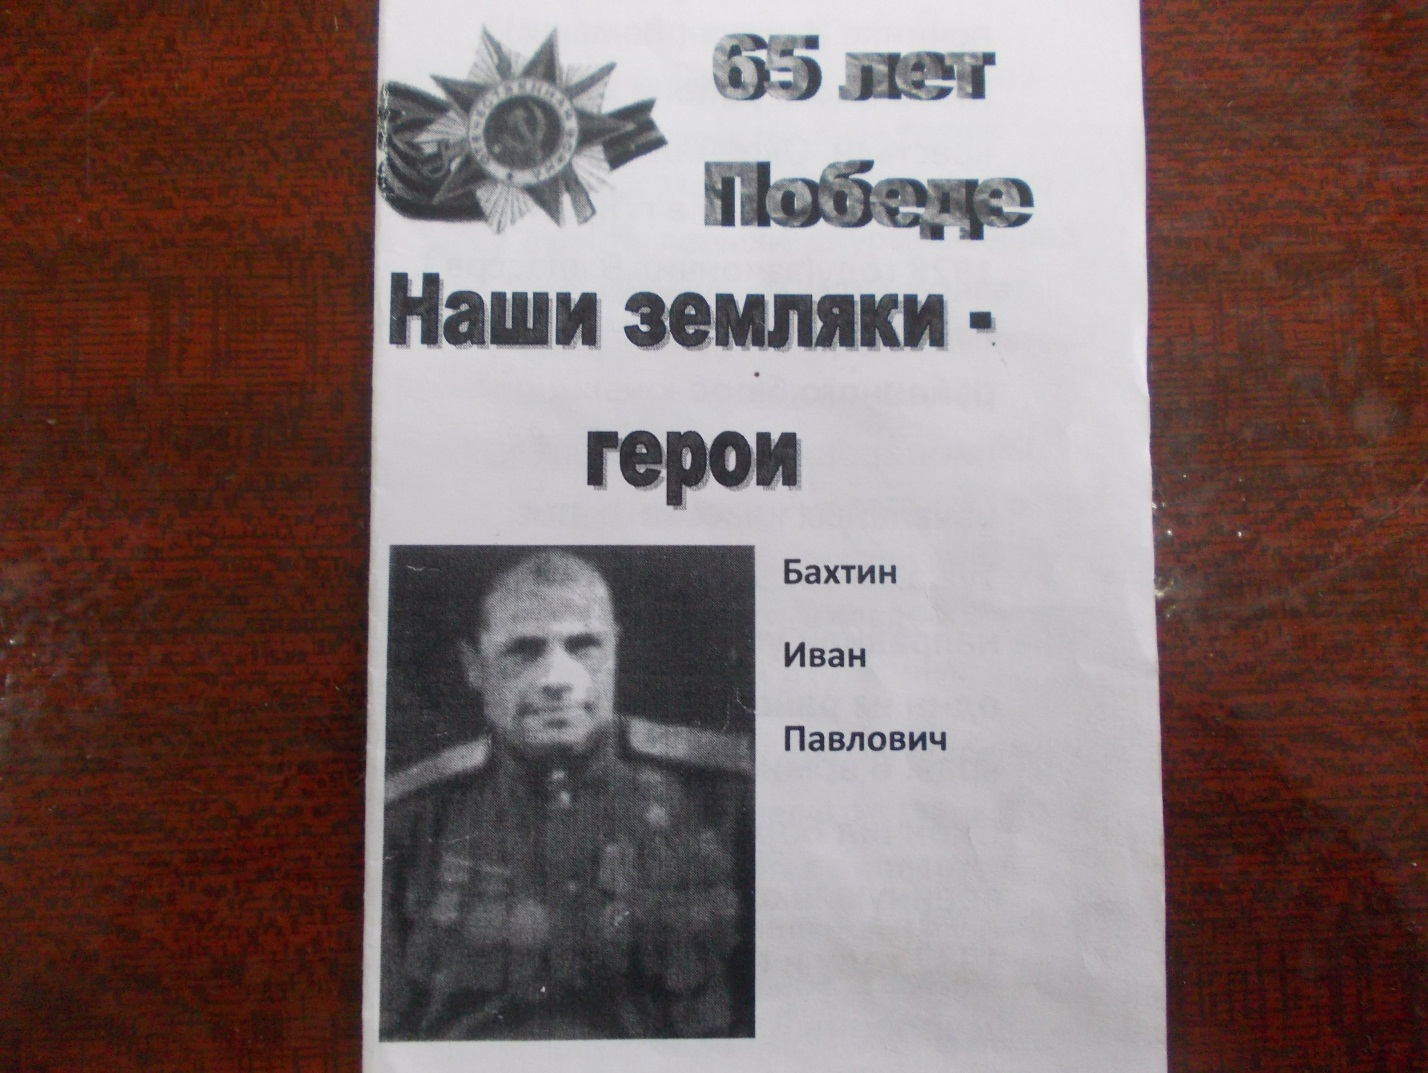 65 лет
Победе
Наши земляки -
герои
Бахтин
Иван
Павлович